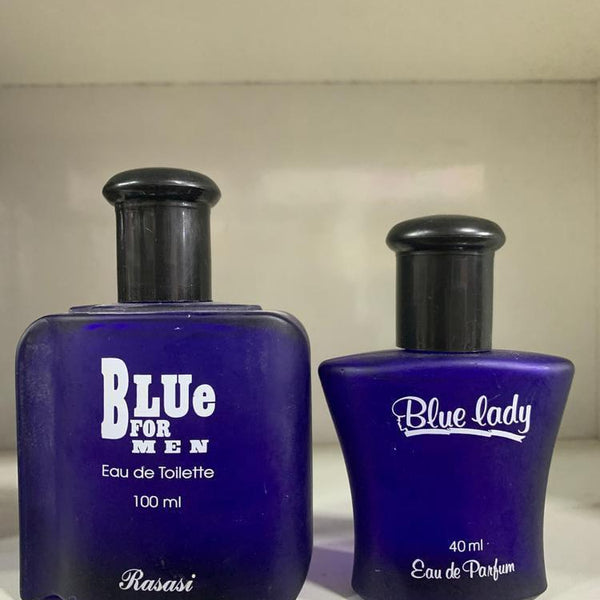 BLUe
FOR
MEN
Eau de Toilette
100 ml
Rasasi
Blue lady
40 ml
Eau de Parfum